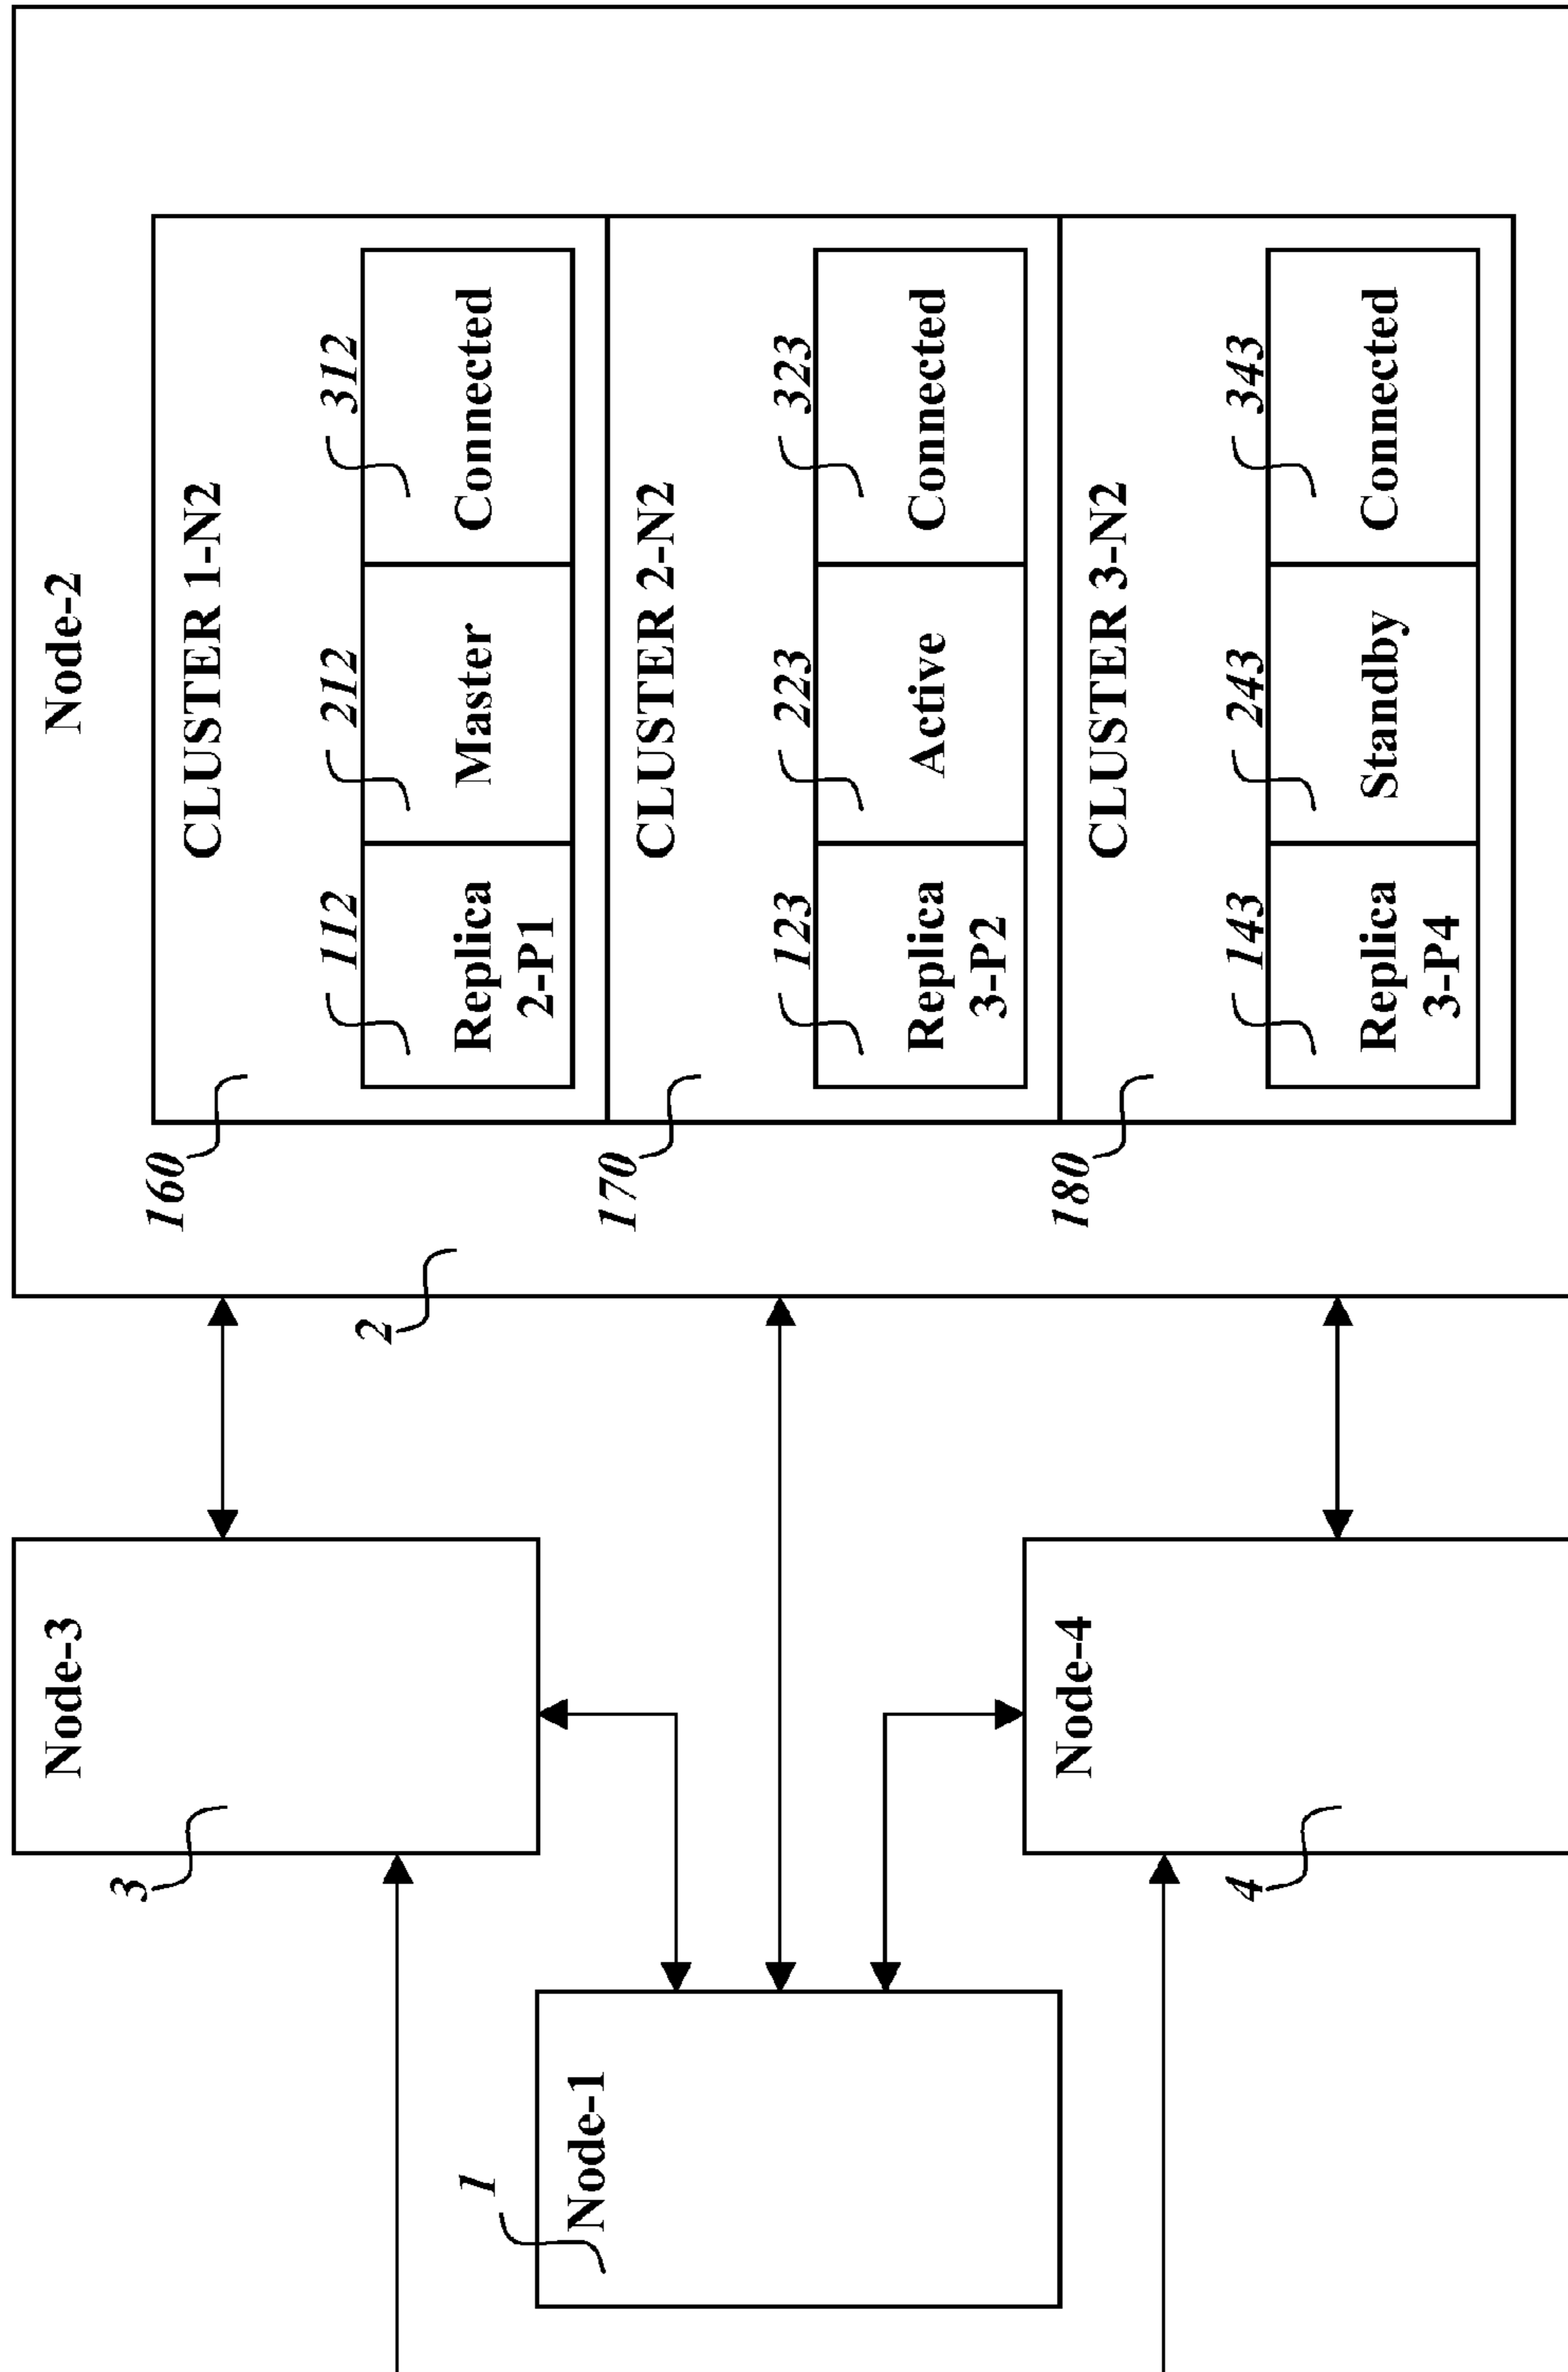 1
Node-1
3
Node-3
4
Node-4
2
Node-2
160
CLUSTER 1-N2
112
212
312
Replica
2-P1
Master
Connected
170
CLUSTER 2-N2
123
223
323
Replica
3-P2
Active
Connected
180
CLUSTER 3-N2
143
243
343
Replica
3-P4
Standby
Connected